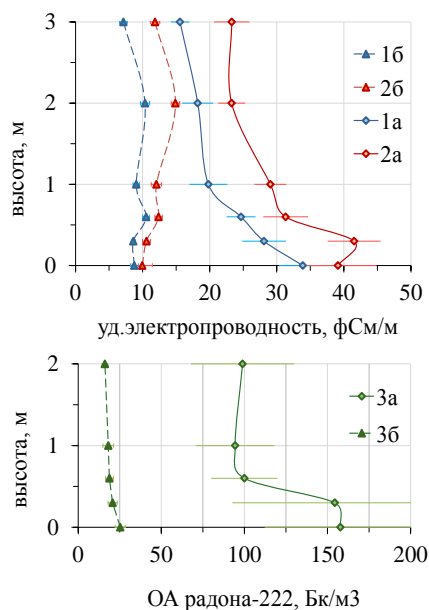 3
2
1
0
высота, м
1б
2б
1а
2а
0
10
20
30
40
50
уд.электропроводность, фСм/м
2
1
0
высота, м
3а
3б
0
50
100
150
200
ОА радона-222, Бк/м3